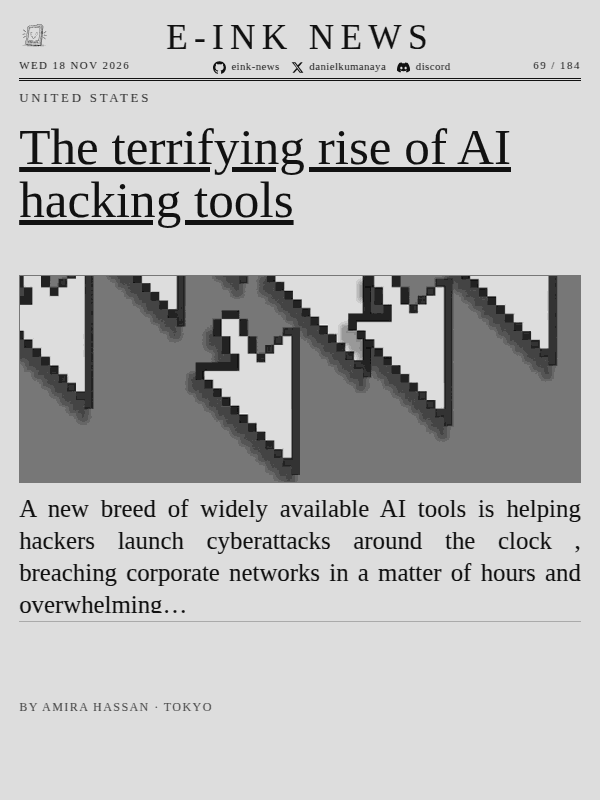 E-INK NEWS
WED 18 NOV 2026
eink-news danielkumanaya discord
69 / 184
UNITED STATES
The terrifying rise of AI
hacking tools
A new breed of widely available AI tools is helping
hackers launch cyberattacks around the clock ,
breaching corporate networks in a matter of hours and
overwhelming…
BY AMIRA HASSAN · TOKYO